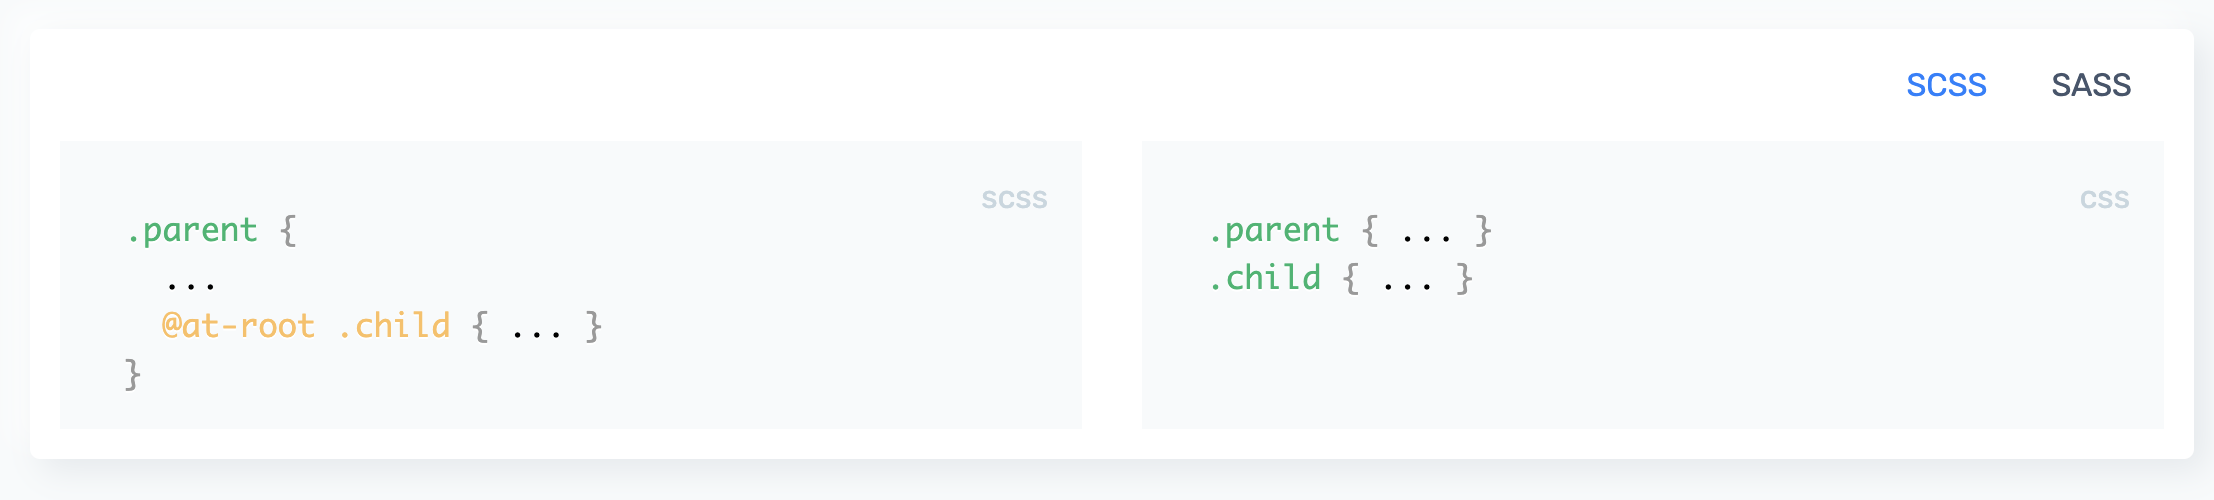 SCSS SASS
SCSS
.parent {
  ...
  @at-root .child { ... }
}
CSS
.parent { ... }
.child { ... }